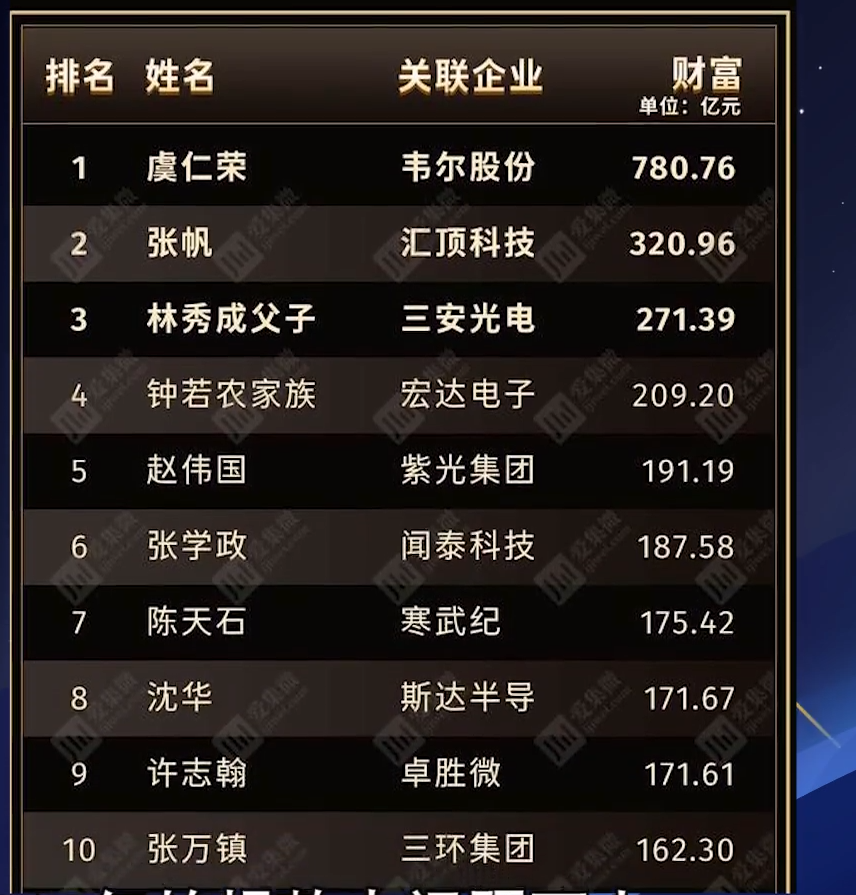 排名 姓名 关联企业 财富
单位：亿元
1 虞仁荣 韦尔股份 780.76
2 张帆 汇顶科技 320.96
3 林秀成父子 三安光电 271.39
4 钟若农家族 宏达电子 209.20
5 赵伟国 紫光集团 191.19
6 张学政 闻泰科技 187.58
7 陈天石 寒武纪 175.42
8 沈华 斯达半导 171.67
9 许志翰 卓胜微 171.61
10 张万镇 三环集团 162.30